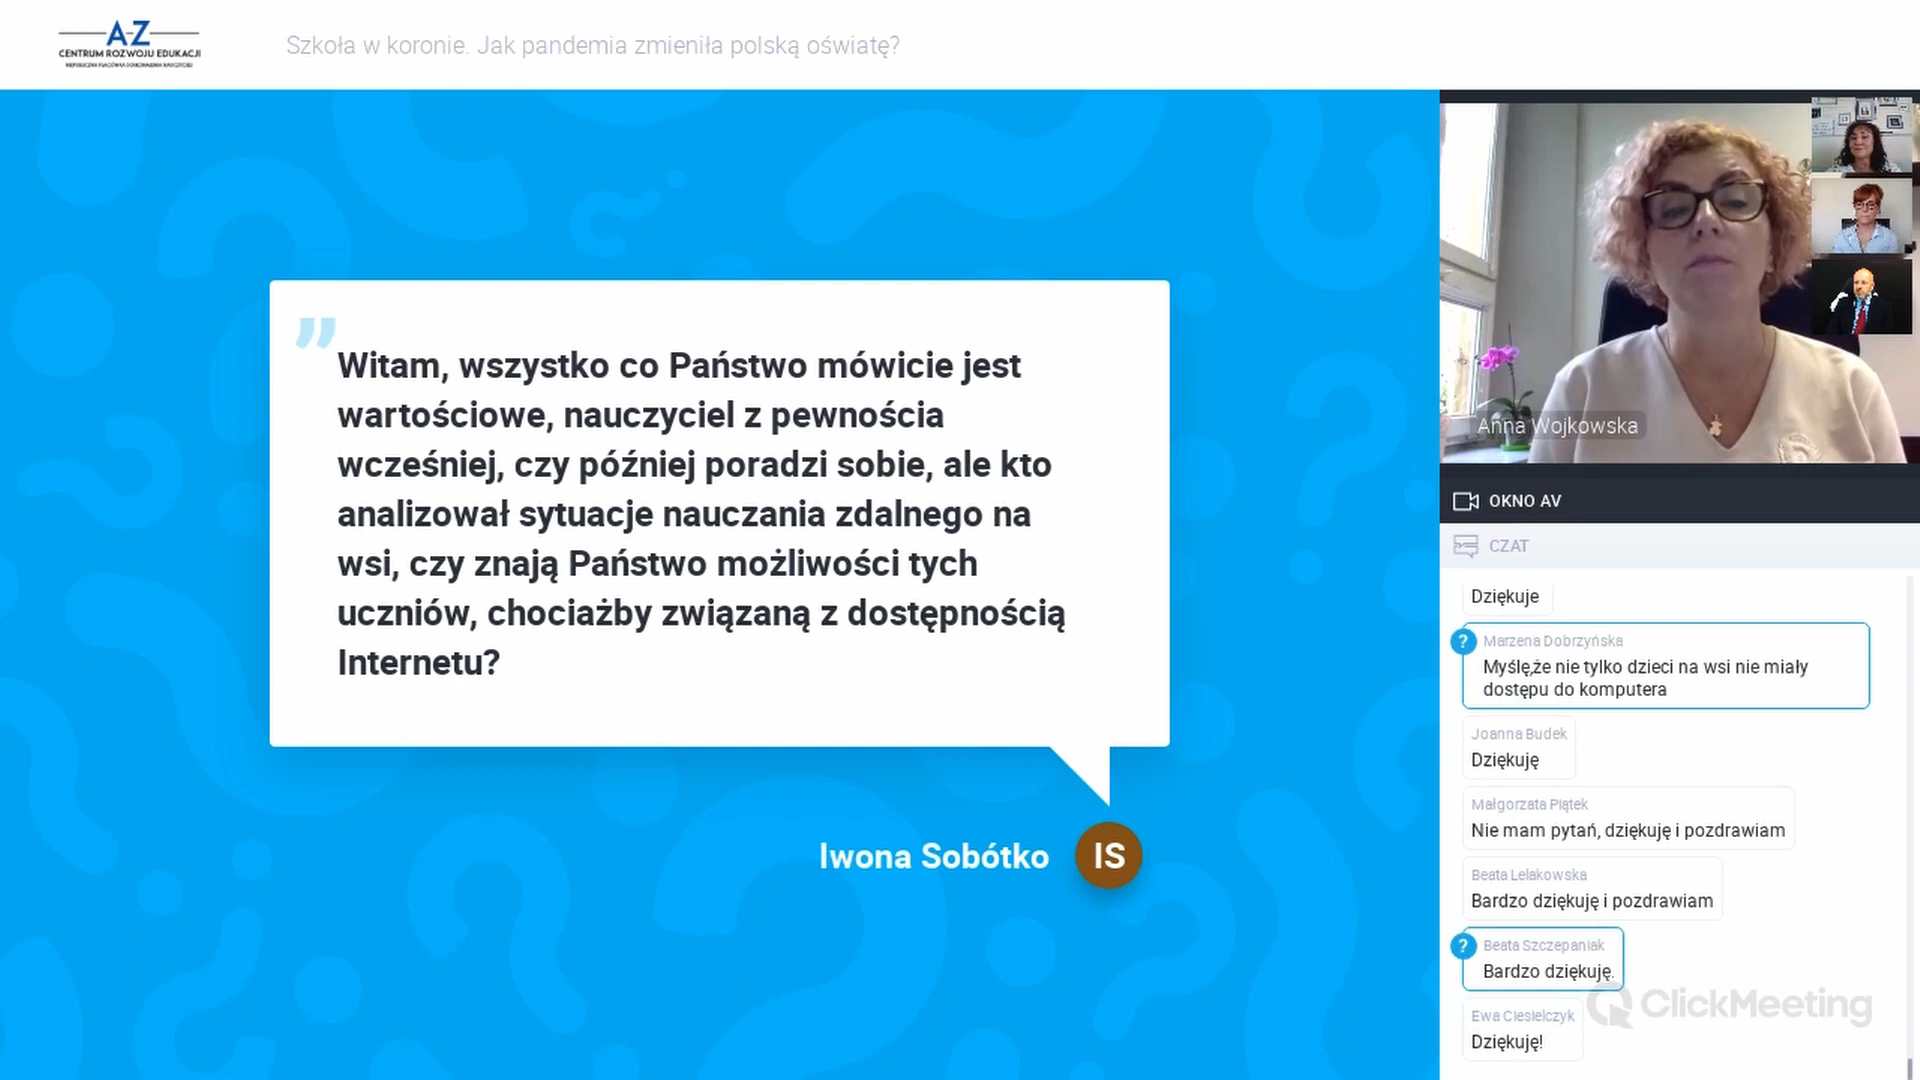 A-Z
CENTRUM ROZWOJU EDUKACJI
Szkoła w koronie. Jak pandemia zmieniła polską oświatę?
”
Witam, wszystko co Państwo mówicie jest
wartościowe, nauczyciel z pewnościa
wcześniej, czy później poradzi sobie, ale kto
analizował sytuacje nauczania zdalnego na
wsi, czy znają Państwo możliwości tych
uczniów, chociażby związaną z dostępnością
Internetu?
Iwona Sobótko
IS
Anna Wojkowska
OKNO AV
CZAT
Dziękuje
?
Marzena Dobrzyńska
Myślę,że nie tylko dzieci na wsi nie miały
dostępu do komputera
Joanna Budek
Dziękuję
Małgorzata Piątek
Nie mam pytań, dziękuję i pozdrawiam
Beata Lelakowska
Bardzo dziękuję i pozdrawiam
?
Beata Szczepaniak
Bardzo dziękuję.
ClickMeeting
Ewa Ciesielczyk
Dziękuję!